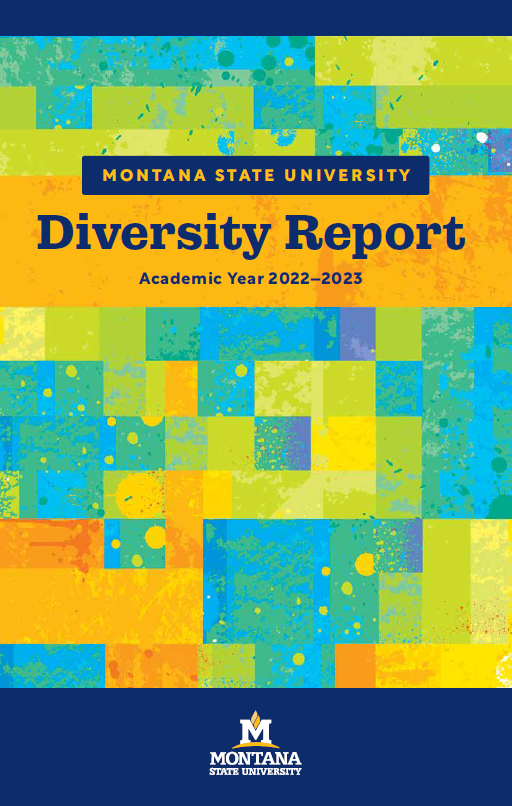 MONTANA STATE UNIVERSITY
Diversity Report
Academic Year 2022–2023
M
MONTANA
STATE UNIVERSITY